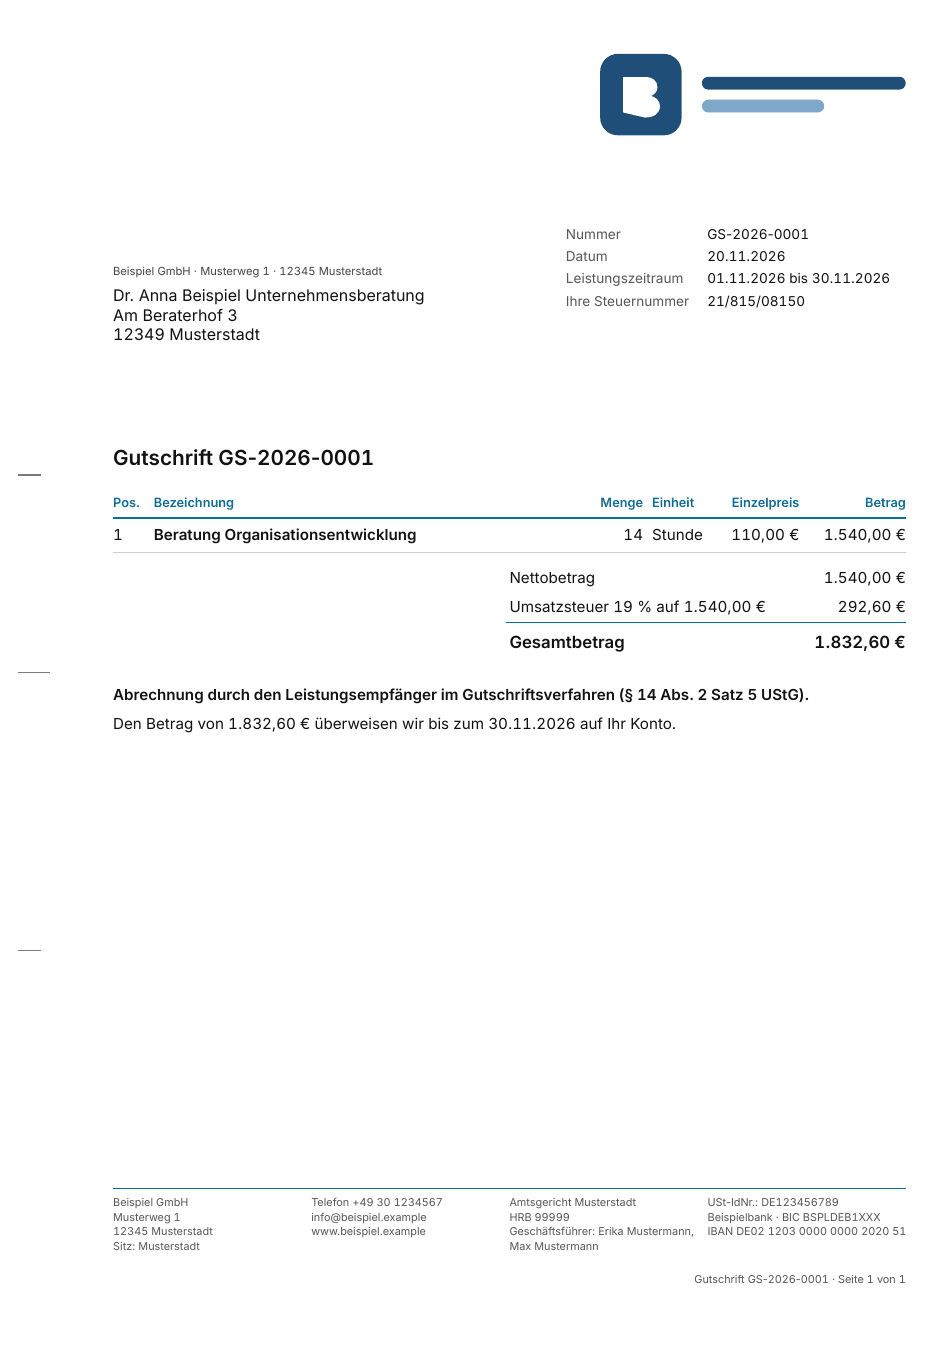 B
Nummer GS-2026-0001
Datum 20.11.2026
Leistungszeitraum 01.11.2026 bis 30.11.2026
Ihre Steuernummer 21/815/08150
Beispiel GmbH · Musterweg 1 · 12345 Musterstadt
Dr. Anna Beispiel Unternehmensberatung
Am Beraterhof 3
12349 Musterstadt
Gutschrift GS-2026-0001
Pos. Bezeichnung Menge Einheit Einzelpreis Betrag
1 Beratung Organisationsentwicklung 14 Stunde 110,00 € 1.540,00 €
Nettobetrag 1.540,00 €
Umsatzsteuer 19 % auf 1.540,00 € 292,60 €
Gesamtbetrag 1.832,60 €
Abrechnung durch den Leistungsempfänger im Gutschriftsverfahren (§ 14 Abs. 2 Satz 5 UStG).
Den Betrag von 1.832,60 € überweisen wir bis zum 30.11.2026 auf Ihr Konto.
Beispiel GmbH
Musterweg 1
12345 Musterstadt
Sitz: Musterstadt
Telefon +49 30 1234567
info@beispiel.example
www.beispiel.example
Amtsgericht Musterstadt
HRB 99999
Geschäftsführer: Erika Mustermann,
Max Mustermann
USt-IdNr.: DE123456789
Beispielbank · BIC BSPLDEB1XXX
IBAN DE02 1203 0000 0000 2020 51
Gutschrift GS-2026-0001 · Seite 1 von 1